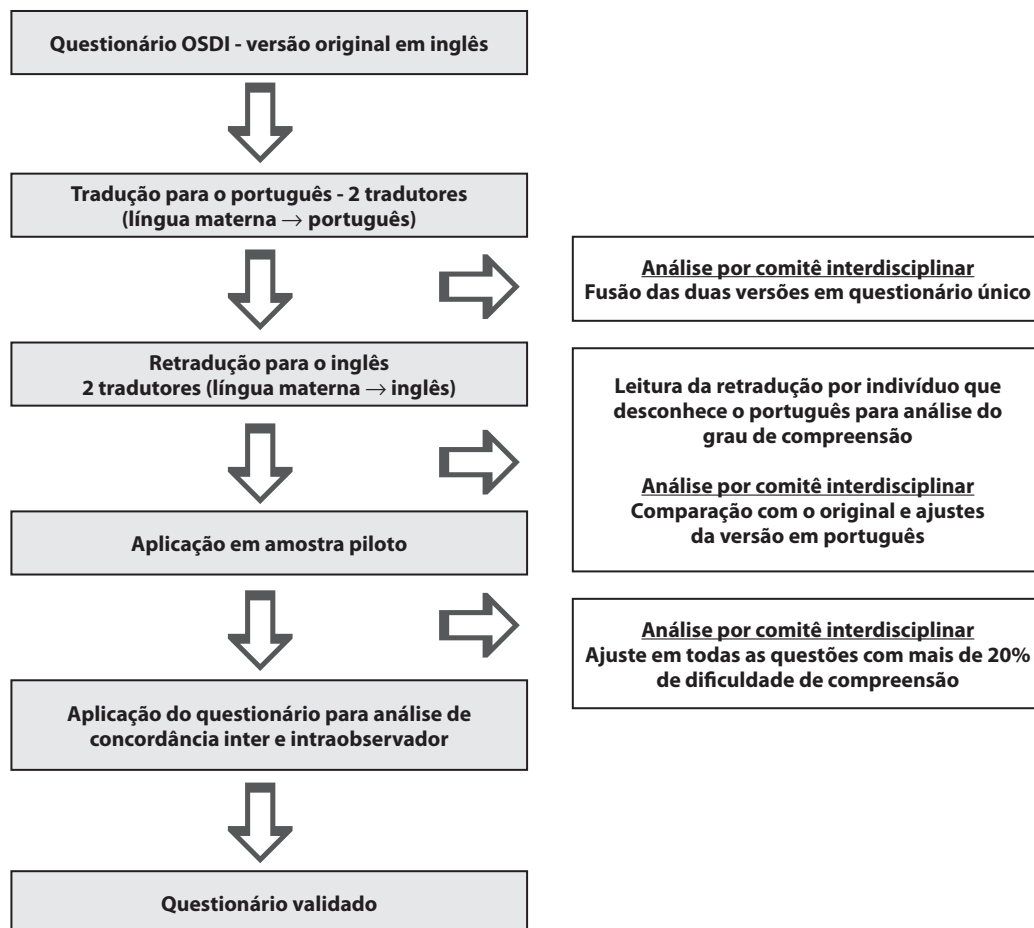 Questionário OSDI - versão original em inglês
Tradução para o português - 2 tradutores
(língua materna → português)
Análise por comitê interdisciplinar
Fusão das duas versões em questionário único
Retradução para o inglês
2 tradutores (língua materna → inglês)
Leitura da retradução por indivíduo que
desconhece o português para análise do
grau de compreensão
Análise por comitê interdisciplinar
Comparação com o original e ajustes
da versão em português
Aplicação em amostra piloto
Análise por comitê interdisciplinar
Ajuste em todas as questões com mais de 20%
de dificuldade de compreensão
Aplicação do questionário para análise de
concordância inter e intraobservador
Questionário validado